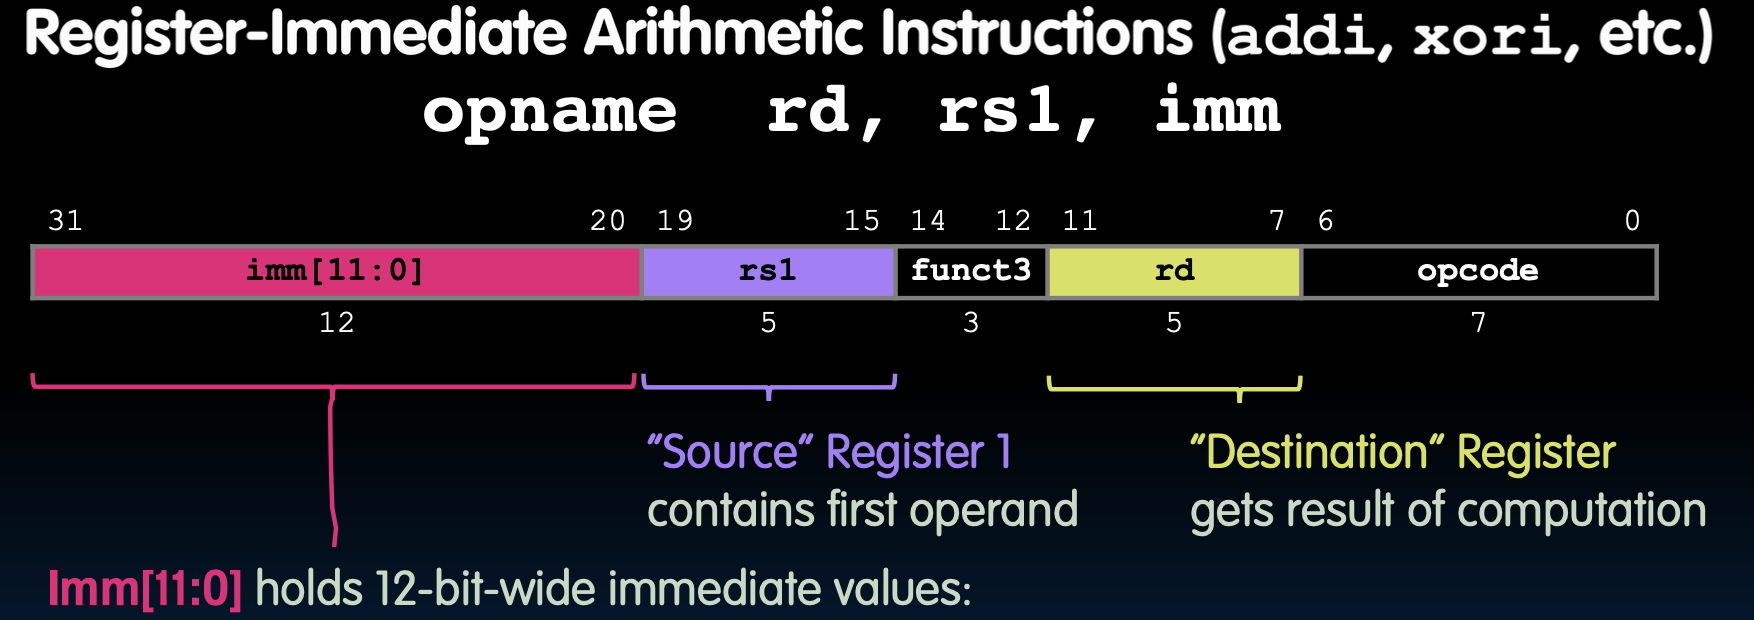 Register-Immediate Arithmetic Instructions (addi, xori, etc.)
opname rd, rs1, imm
31 20 19 15 14 12 11 7 6 0
imm[11:0] rs1 funct3 rd opcode
12 5 3 5 7
“Source” Register 1 “Destination” Register
contains first operand gets result of computation
Imm[11:0] holds 12-bit-wide immediate values: